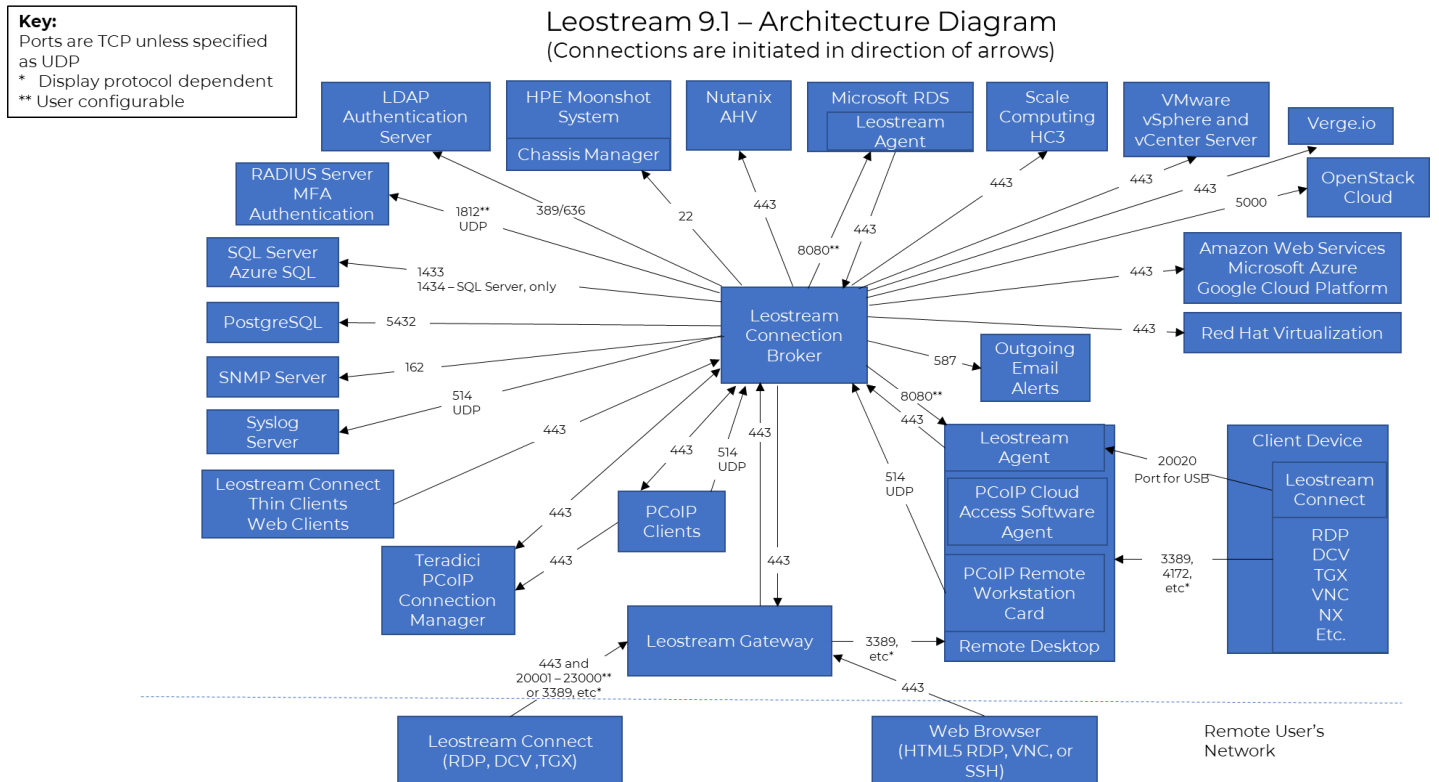 Key:
Ports are TCP unless specified
as UDP
* Display protocol dependent
** User configurable
Leostream 9.1 – Architecture Diagram
(Connections are initiated in direction of arrows)
LDAP
Authentication
Server
HPE Moonshot
System
Chassis Manager
Nutanix
AHV
Microsoft RDS
Leostream
Agent
Scale
Computing
HC3
VMware
vSphere and
vCenter Server
Verge.io
OpenStack
Cloud
RADIUS Server
MFA
Authentication
1812**
UDP
389/636
22
443
8080**
443
443
443
443
5000
SQL Server
Azure SQL
1433
1434 – SQL Server, only
Amazon Web Services
Microsoft Azure
Google Cloud Platform
443
PostgreSQL
5432
Leostream
Connection
Broker
443
Red Hat Virtualization
SNMP Server
162
587
Outgoing
Email
Alerts
Syslog
Server
514
UDP
8080**
443
443
443
514
UDP
443
Leostream
Agent
514
UDP
PCoIP Cloud
Access Software
Agent
PCoIP Remote
Workstation
Card
Remote Desktop
20020
Port for USB
Client Device
Leostream
Connect
RDP
DCV
TGX
VNC
NX
Etc.
3389,
4172,
etc*
Leostream Connect
Thin Clients
Web Clients
PCoIP
Clients
443
443
443
Teradici
PCoIP
Connection
Manager
Leostream Gateway
3389,
etc*
443 and
20001 – 23000**
or 3389, etc*
443
Leostream Connect
(RDP, DCV ,TGX)
Web Browser
(HTML5 RDP, VNC, or
SSH)
Remote User's
Network